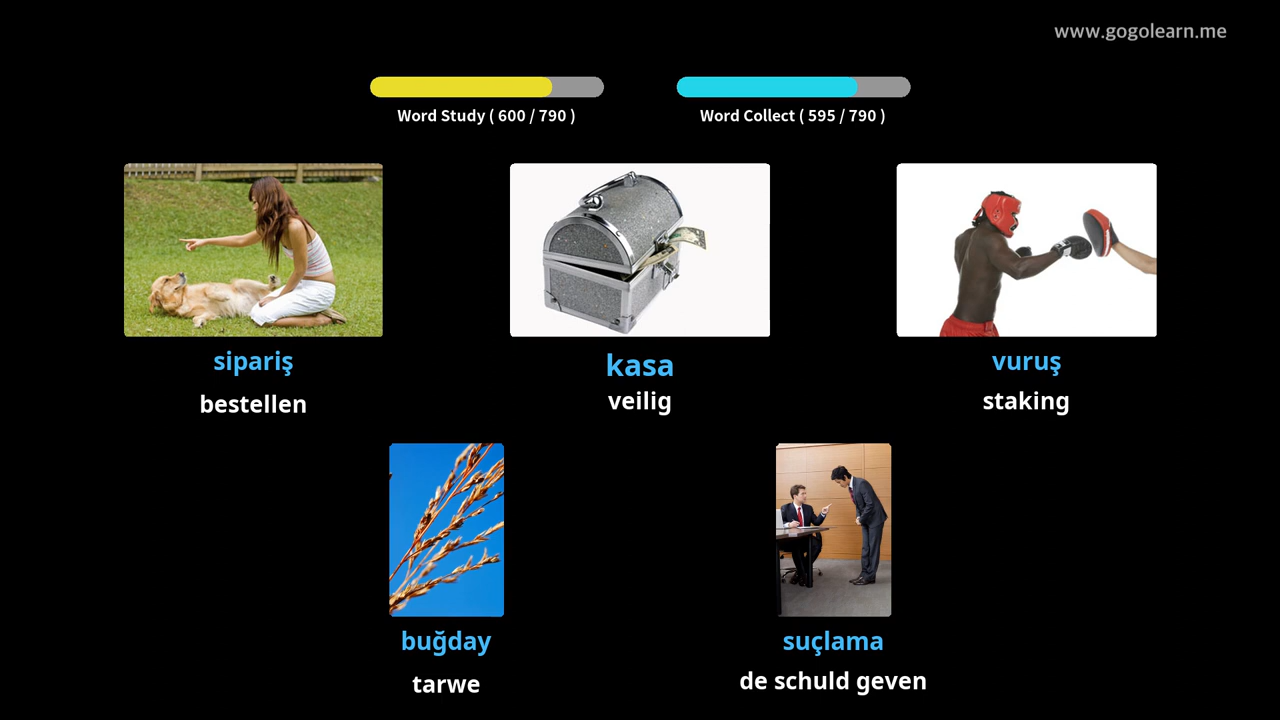 www.gogolearn.me
Word Study ( 600 / 790 )
Word Collect ( 595 / 790 )
sipariş
bestellen
kasa
veilig
vuruş
staking
buğday
tarwe
suçlama
de schuld geven